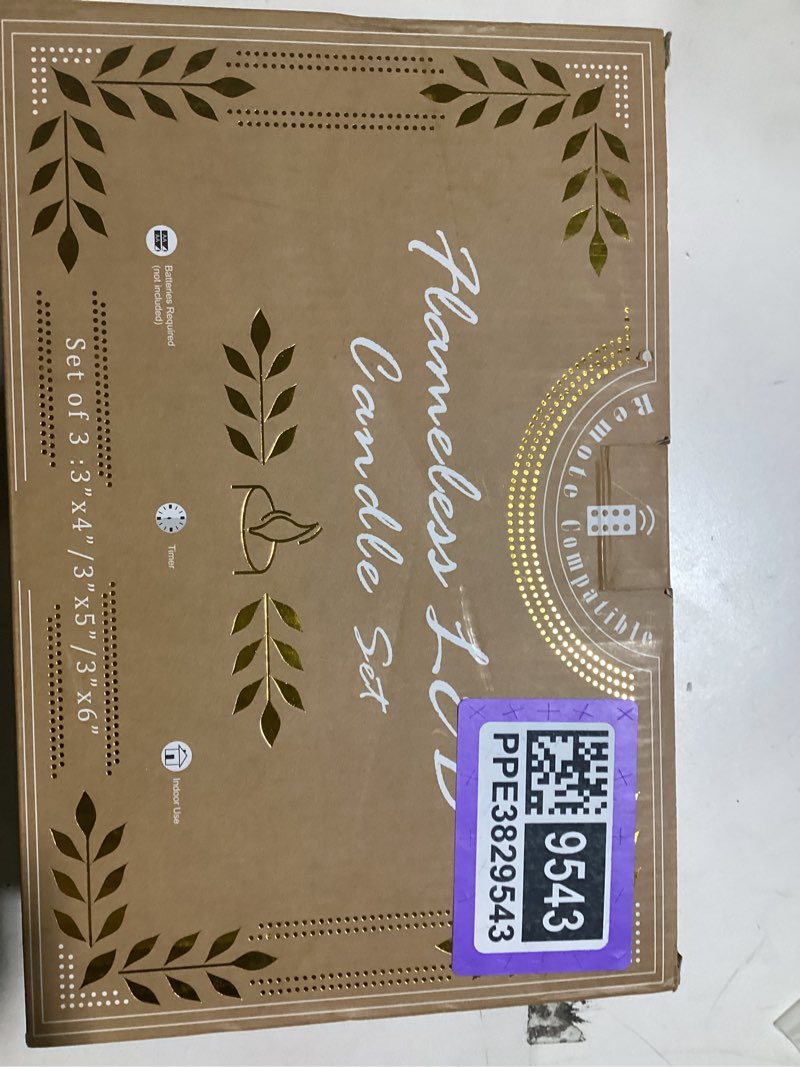 Remote Compatible
Flameless LED
Candle Set
9543
PPE3829543
Batteries Required
(not included)
Timer
Indoor Use
Set of 3 :3"x4"/3"x5"/3"x6"